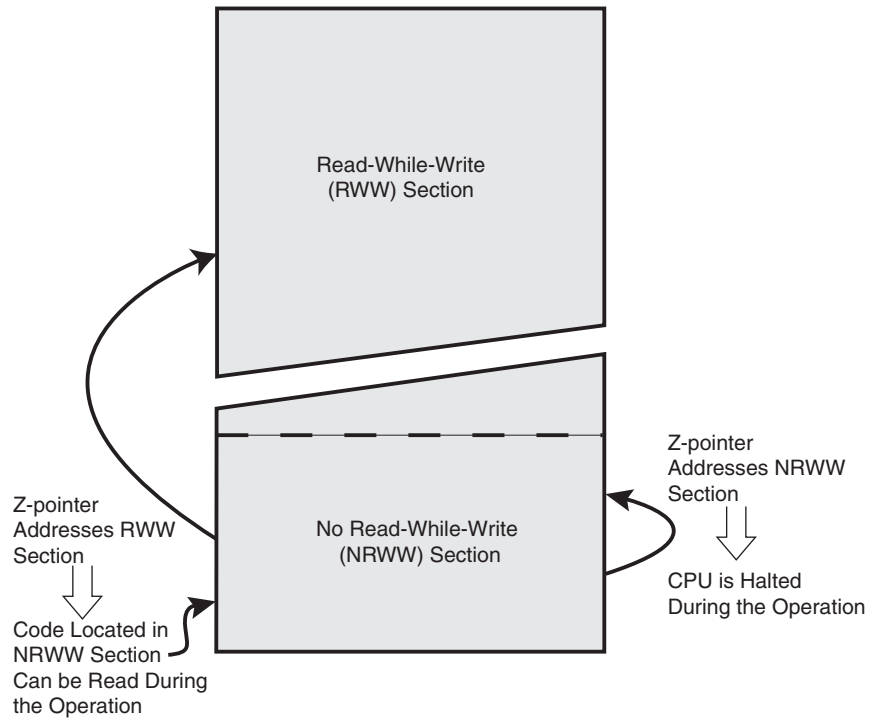 Read-While-Write
(RWW) Section
Z-pointer
Addresses NRWW
Section
Z-pointer
Addresses RWW
Section
No Read-While-Write
(NRWW) Section
CPU is Halted
During the Operation
Code Located in
NRWW Section
Can be Read During
the Operation